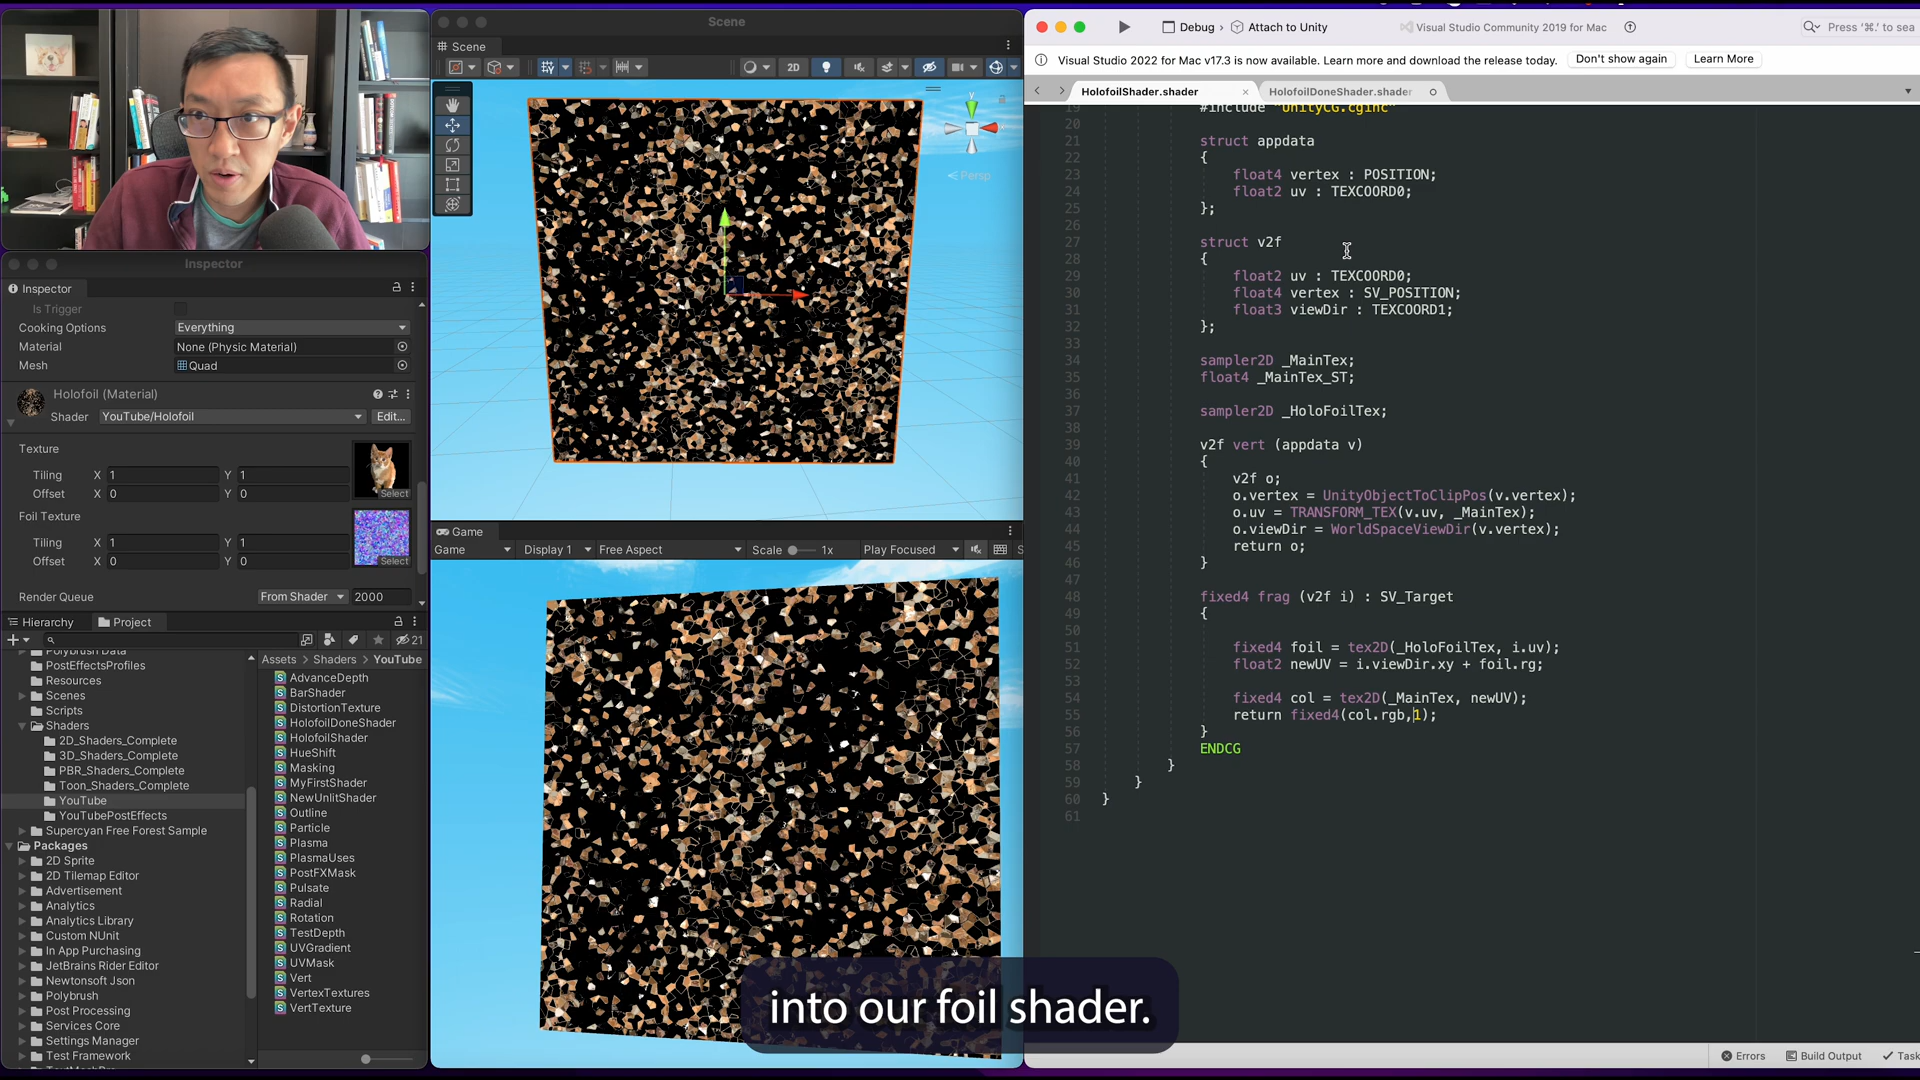 Scene
Scene
2D
Persp
Inspector
Inspector
Is Trigger
Cooking Options Everything
Material None (Physic Material)
Mesh Quad
Holofoil (Material)
Shader YouTube/Holofoil Edit...
Texture
Tiling X 1 Y 1
Offset X 0 Y 0
Select
Foil Texture
Tiling X 1 Y 1
Offset X 0 Y 0
Select
Render Queue From Shader 2000
Hierarchy Project
21
Polybrush Data
PostEffectsProfiles
Resources
Scenes
Scripts
Shaders
2D_Shaders_Complete
3D_Shaders_Complete
PBR_Shaders_Complete
Toon_Shaders_Complete
YouTube
YouTubePostEffects
Supercyan Free Forest Sample
Packages
2D Sprite
2D Tilemap Editor
Advertisement
Analytics
Analytics Library
Custom NUnit
In App Purchasing
JetBrains Rider Editor
Newtonsoft Json
Polybrush
Post Processing
Services Core
Settings Manager
Test Framework
Assets > Shaders > YouTube
AdvanceDepth
BarShader
DistortionTexture
HolofoilDoneShader
HolofoilShader
HueShift
Masking
MyFirstShader
NewUnlitShader
Outline
Particle
Plasma
PlasmaUses
PostFXMask
Pulsate
Radial
Rotation
TestDepth
UVGradient
UVMask
Vert
VertexTextures
VertTexture
Game
Game Display 1 Free Aspect Scale 1x Play Focused S
into our foil shader.
Debug > Attach to Unity
Visual Studio Community 2019 for Mac
Press '⌘.' to sea
Visual Studio 2022 for Mac v17.3 is now available. Learn more and download the release today. Don't show again Learn More
HolofoilShader.shader × HolofoilDoneShader.shader
19 #include "UnityCG.cginc"
20
21 struct appdata
22 {
23 float4 vertex : POSITION;
24 float2 uv : TEXCOORD0;
25 };
26
27 struct v2f
28 {
29 float2 uv : TEXCOORD0;
30 float4 vertex : SV_POSITION;
31 float3 viewDir : TEXCOORD1;
32 };
33
34 sampler2D _MainTex;
35 float4 _MainTex_ST;
36
37 sampler2D _HoloFoilTex;
38
39 v2f vert (appdata v)
40 {
41 v2f o;
42 o.vertex = UnityObjectToClipPos(v.vertex);
43 o.uv = TRANSFORM_TEX(v.uv, _MainTex);
44 o.viewDir = WorldSpaceViewDir(v.vertex);
45 return o;
46 }
47
48 fixed4 frag (v2f i) : SV_Target
49 {
50
51 fixed4 foil = tex2D(_HoloFoilTex, i.uv);
52 float2 newUV = i.viewDir.xy + foil.rg;
53
54 fixed4 col = tex2D(_MainTex, newUV);
55 return fixed4(col.rgb,1);
56 }
57 ENDCG
58 }
59 }
60 }
61
Errors Build Output Task